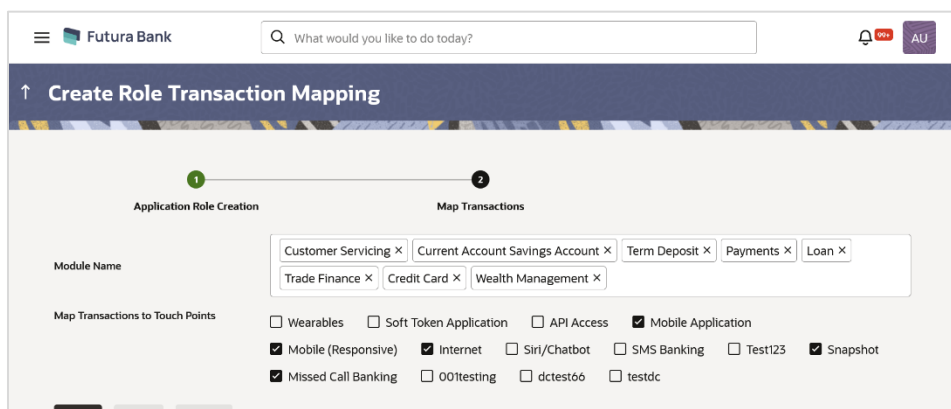 Futura Bank What would you like to do today? 99+ AU
↑ Create Role Transaction Mapping
1 2
Application Role Creation Map Transactions
Module Name
Customer Servicing × Current Account Savings Account × Term Deposit × Payments × Loan ×
Trade Finance × Credit Card × Wealth Management ×
Map Transactions to Touch Points
Wearables Soft Token Application API Access Mobile Application
Mobile (Responsive) Internet Siri/Chatbot SMS Banking Test123 Snapshot
Missed Call Banking 001testing dctest66 testdc